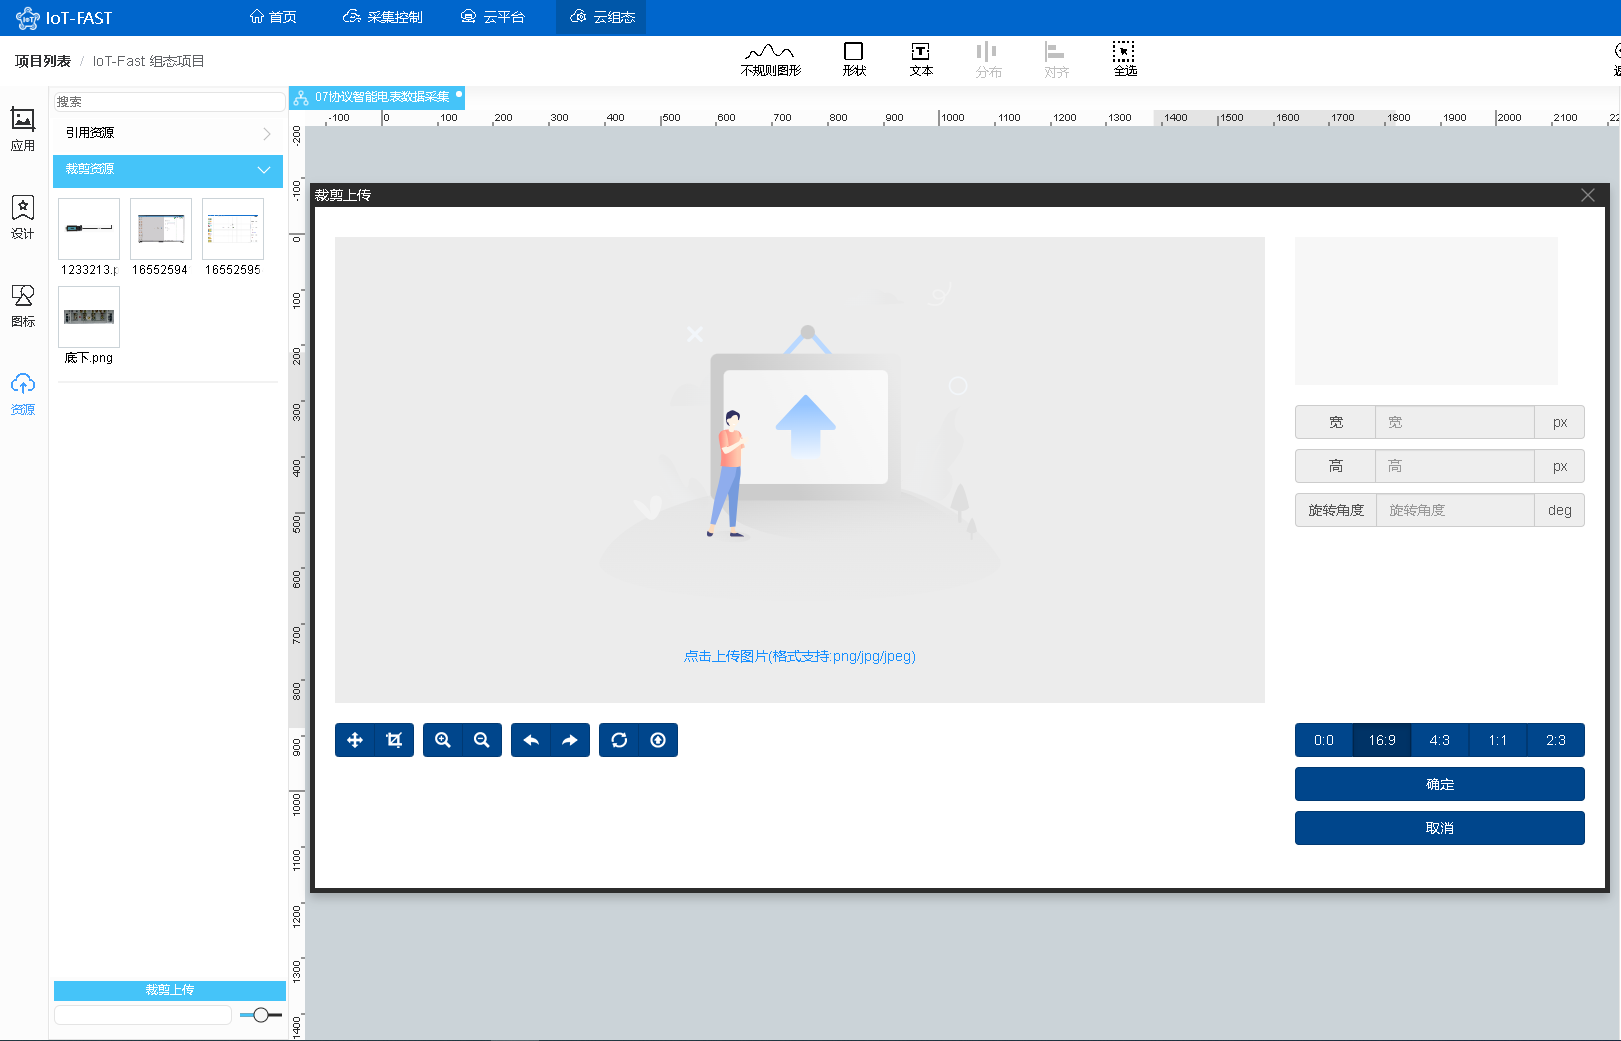 IoT-FAST
首页
采集控制
云平台
云组态
项目列表 / IoT-Fast 组态项目
不规则图形
形状
文本
分布
对齐
全选
应用
设计
图标
资源
搜索
引用资源
裁剪资源
1233213.p
16552594
16552595
底下.png
裁剪上传
07协议智能电表数据采集
-100 0 100 200 300 400 500 600 700 800 900 1000 1100 1200 1300 1400 1500 1600 1700 1800 1900 2000 2100
-200
-100
0
100
200
300
400
500
600
700
800
900
1000
1100
1200
1300
1400
裁剪上传
点击上传图片(格式支持:png/jpg/jpeg)
宽 宽 px
高 高 px
旋转角度 旋转角度 deg
0:0 16:9 4:3 1:1 2:3
确定
取消